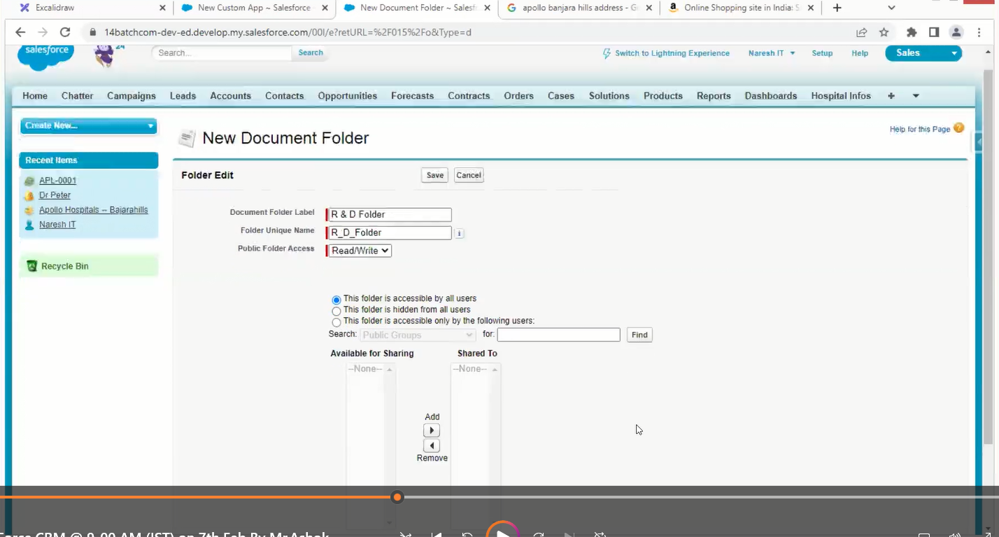 Excalidraw
New Custom App ~ Salesforce
New Document Folder ~ Salesf
apollo banjara hills address - G
Online Shopping site in India: S
14batchcom-dev-ed.develop.my.salesforce.com/00l/e?retURL=%2F015%2Fo&Type=d
salesforce
24
Search...
Search
Switch to Lightning Experience
Naresh IT
Setup
Help
Sales
Home Chatter Campaigns Leads Accounts Contacts Opportunities Forecasts Contracts Orders Cases Solutions Products Reports Dashboards Hospital Infos +
Create New...
Recent Items
APL-0001
Dr Peter
Apollo Hospitals -- Bajarahills
Naresh IT
Recycle Bin
New Document Folder
Help for this Page ?
Folder Edit
Save
Cancel
Document Folder Label R & D Folder
Folder Unique Name R_D_Folder i
Public Folder Access Read/Write
This folder is accessible by all users
This folder is hidden from all users
This folder is accessible only by the following users:
Search: Public Groups for: Find
Available for Sharing Shared To
--None-- --None--
Add
Remove
Force CRM @ 9.00 AM (IST) on 7th Feb By Mr.Ashok